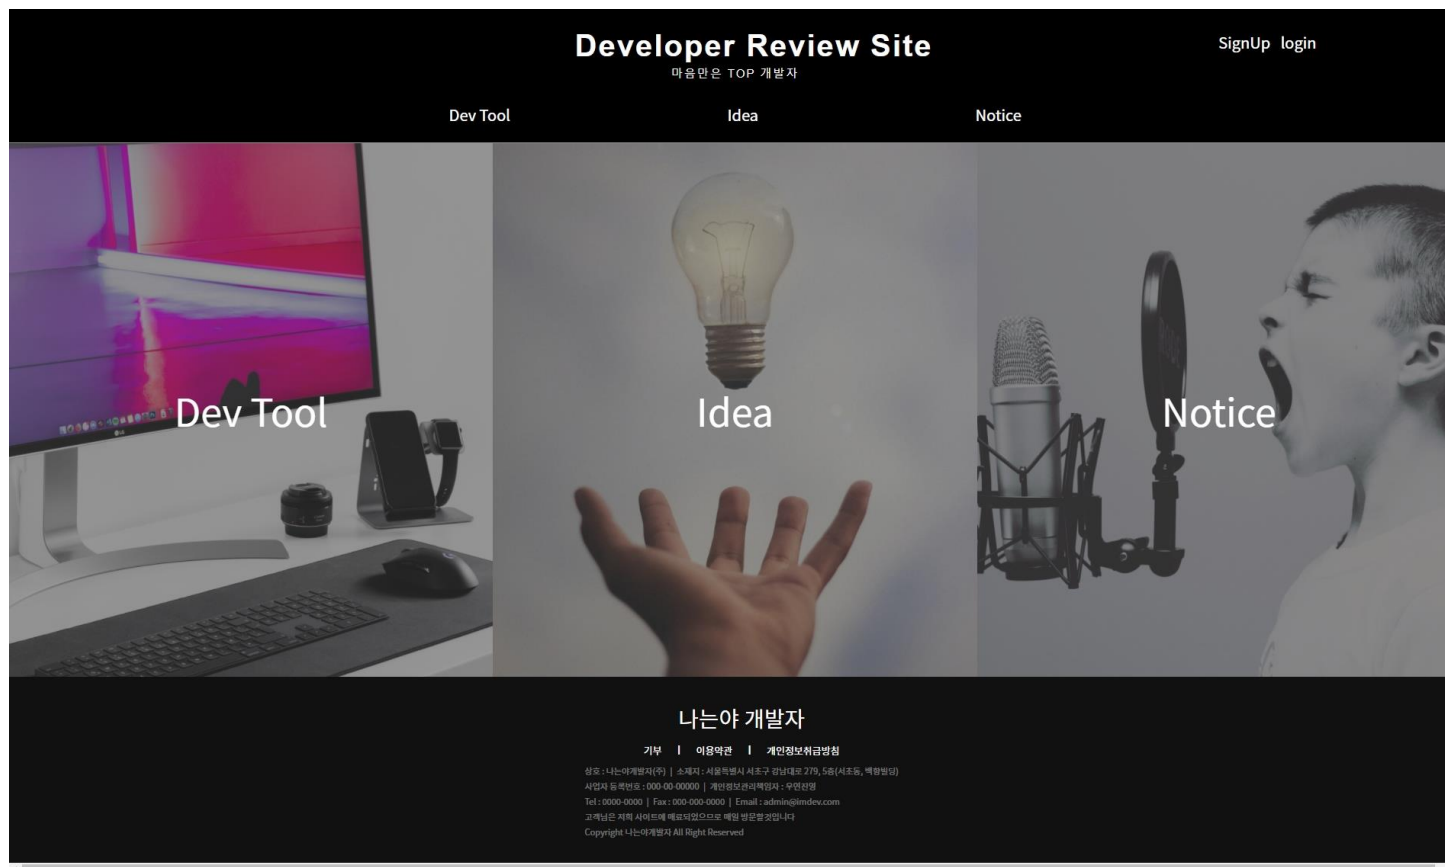 Developer Review Site
SignUp login
마음만은 TOP 개발자
Dev Tool Idea Notice
Dev Tool
Idea
Notice
나는야 개발자
기부 | 이용약관 | 개인정보취급방침
상호 : 나는야개발자(주) | 소재지 : 서울특별시 서초구 강남대로 279, 5층(서초동, 백향빌딩)
사업자 등록번호 : 000-00-00000 | 개인정보관리책임자 : 우연찬명
Tel : 0000-0000 | Fax : 000-000-0000 | Email : admin@imdev.com
고객님은 저희 사이트에 매료되었으므로 매일 방문할것입니다
Copyright 나는야개발자 All Right Reserved